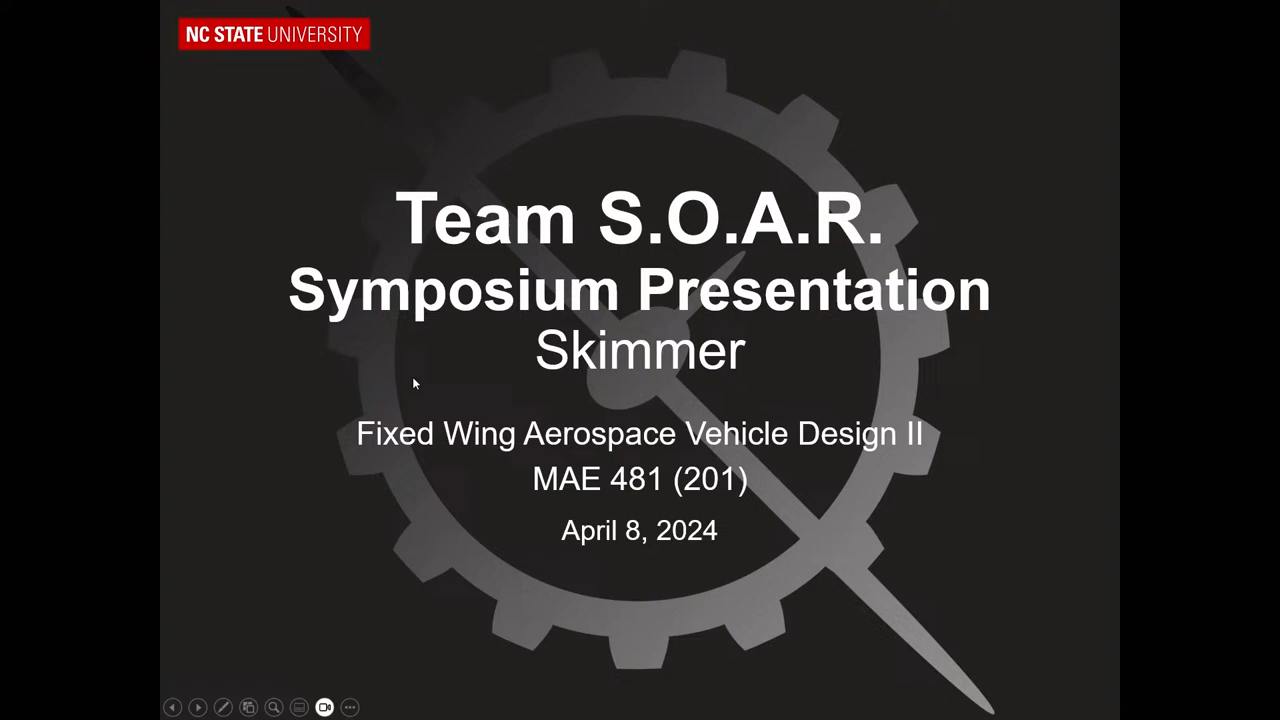 NC STATE UNIVERSITY
Team S.O.A.R.
Symposium Presentation
Skimmer
Fixed Wing Aerospace Vehicle Design II
MAE 481 (201)
April 8, 2024